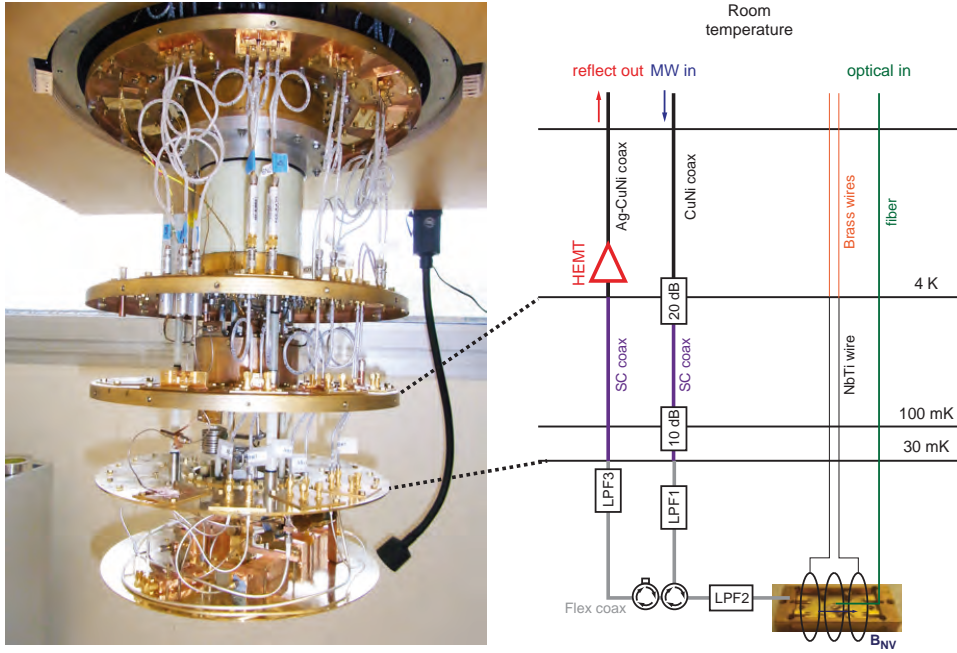 Room
temperature
reflect out
MW in
optical in
Ag-CuNi coax
CuNi coax
Brass wires
fiber
HEMT
4 K
20 dB
SC coax
SC coax
NbTi wire
100 mK
10 dB
30 mK
LPF3
LPF1
Flex coax
LPF2
B_NV